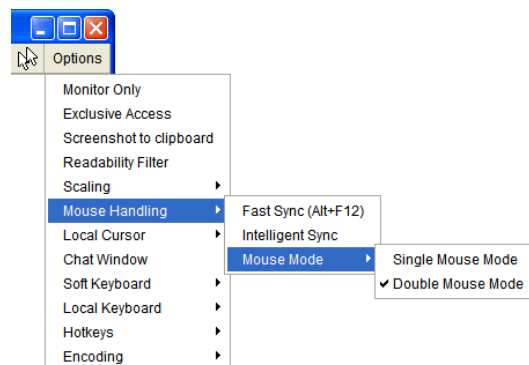 Options
Monitor Only
Exclusive Access
Screenshot to clipboard
Readability Filter
Scaling
Mouse Handling
Fast Sync (Alt+F12)
Local Cursor
Intelligent Sync
Chat Window
Mouse Mode
Single Mouse Mode
Soft Keyboard
Double Mouse Mode
Local Keyboard
Hotkeys
Encoding